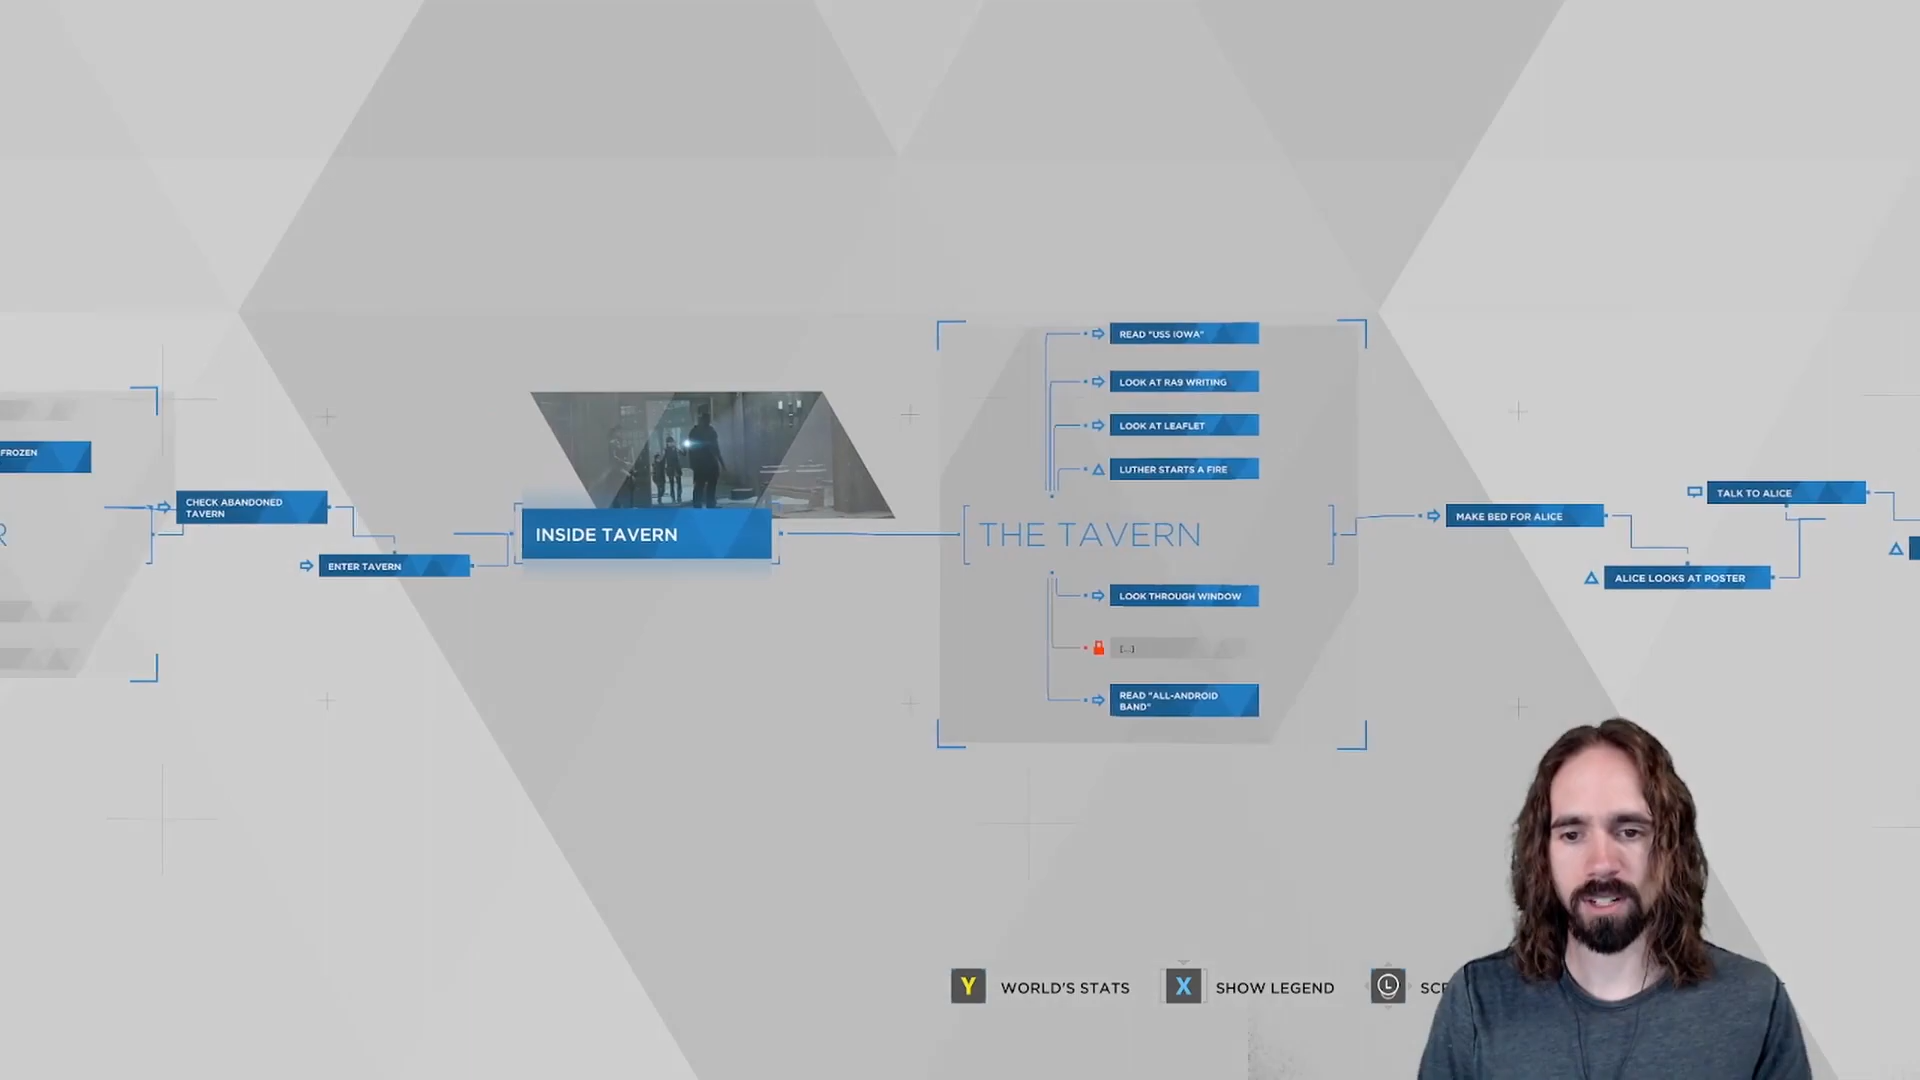 FROZEN
R
CHECK ABANDONED
TAVERN
ENTER TAVERN
INSIDE TAVERN
READ "USS IOWA"
LOOK AT RA9 WRITING
LOOK AT LEAFLET
LUTHER STARTS A FIRE
THE TAVERN
LOOK THROUGH WINDOW
[...]
READ "ALL-ANDROID
BAND"
MAKE BED FOR ALICE
TALK TO ALICE
ALICE LOOKS AT POSTER
Y WORLD'S STATS
X SHOW LEGEND
L SC